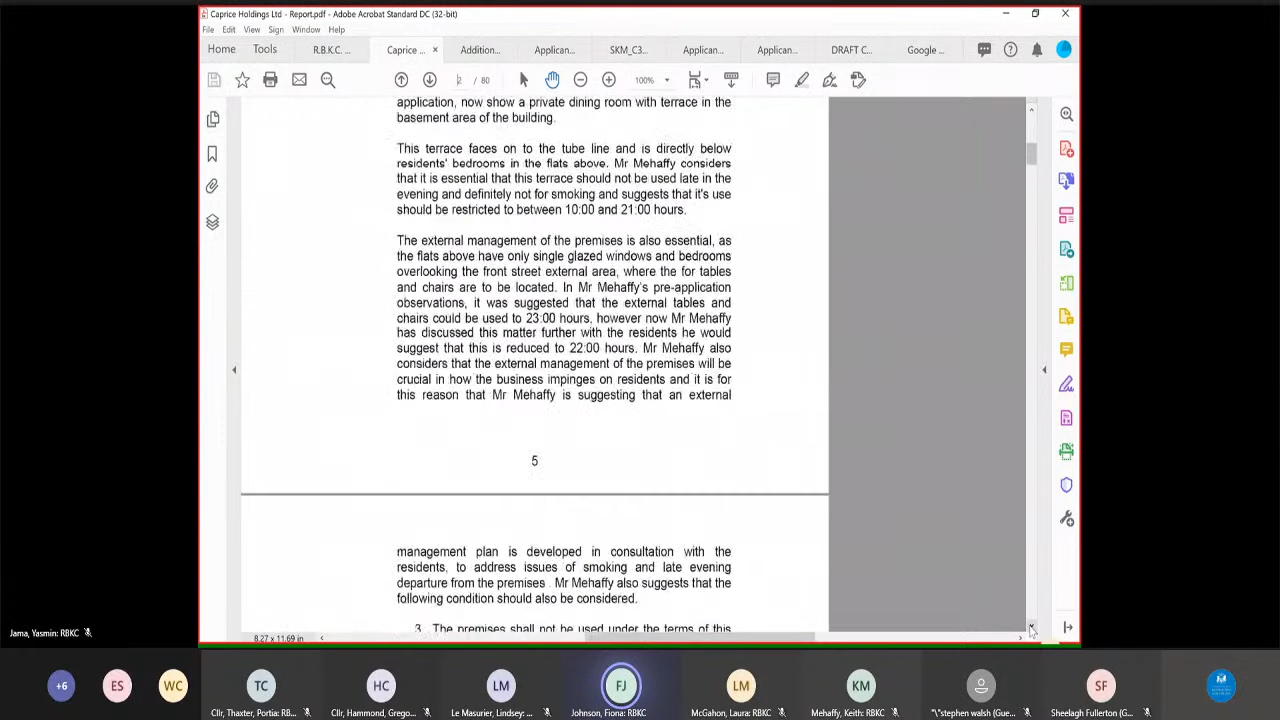 Caprice Holdings Ltd - Report.pdf - Adobe Acrobat Standard DC (32-bit)
File Edit View Sign Window Help
Home Tools R.B.K.C. ... Caprice ... × Addition... Applican... SKM_C3... Applican... Applican... DRAFT C... Google ...
2 / 80 100%
application, now show a private dining room with terrace in the
basement area of the building.
This terrace faces on to the tube line and is directly below
residents' bedrooms in the flats above. Mr Mehaffy considers
that it is essential that this terrace should not be used late in the
evening and definitely not for smoking and suggests that it's use
should be restricted to between 10:00 and 21:00 hours.
The external management of the premises is also essential, as
the flats above have only single glazed windows and bedrooms
overlooking the front street external area, where the for tables
and chairs are to be located. In Mr Mehaffy's pre-application
observations, it was suggested that the external tables and
chairs could be used to 23:00 hours, however now Mr Mehaffy
has discussed this matter further with the residents he would
suggest that this is reduced to 22:00 hours. Mr Mehaffy also
considers that the external management of the premises will be
crucial in how the business impinges on residents and it is for
this reason that Mr Mehaffy is suggesting that an external
5
management plan is developed in consultation with the
residents, to address issues of smoking and late evening
departure from the premises . Mr Mehaffy also suggests that the
following condition should also be considered.
3. The premises shall not be used under the terms of this
8.27 x 11.69 in
Jama, Yasmin: RBKC
+6 ES WC TC HC LM FJ LM KM SF
Cllr, Thaxter, Portia: RB... Cllr, Hammond, Grego... Le Masurier, Lindsey: ... Johnson, Fiona: RBKC McGahon, Laura: RBKC Mehaffy, Keith: RBKC "\"stephen walsh (Gue... Sheelagh Fullerton (G...